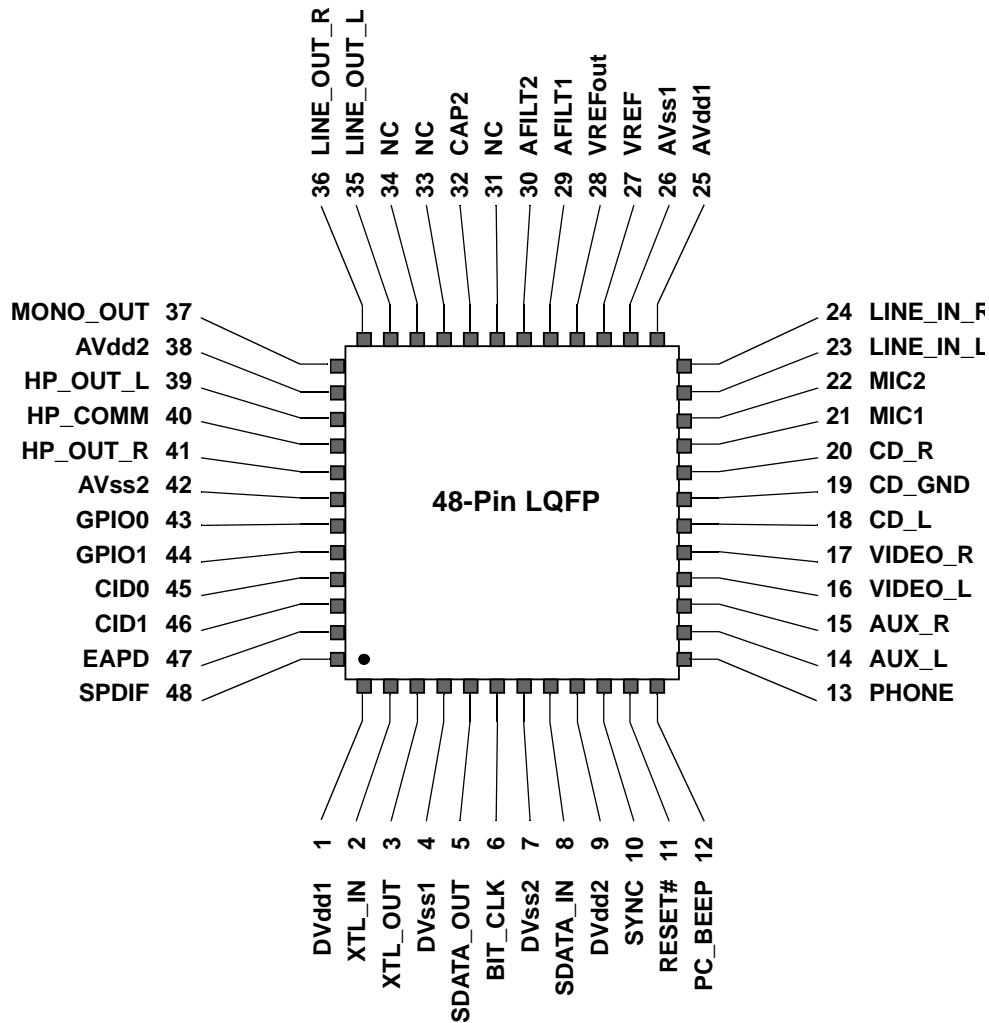 36 LINE_OUT_R
35 LINE_OUT_L
34 NC
33 NC
32 CAP2
31 NC
30 AFILT2
29 AFILT1
28 VREFout
27 VREF
26 AVss1
25 AVdd1
MONO_OUT 37
AVdd2 38
HP_OUT_L 39
HP_COMM 40
HP_OUT_R 41
AVss2 42
GPIO0 43
GPIO1 44
CID0 45
CID1 46
EAPD 47
SPDIF 48
48-Pin LQFP
24 LINE_IN_R
23 LINE_IN_L
22 MIC2
21 MIC1
20 CD_R
19 CD_GND
18 CD_L
17 VIDEO_R
16 VIDEO_L
15 AUX_R
14 AUX_L
13 PHONE
DVdd1 1
XTL_IN 2
XTL_OUT 3
DVss1 4
SDATA_OUT 5
BIT_CLK 6
DVss2 7
SDATA_IN 8
DVdd2 9
SYNC 10
RESET# 11
PC_BEEP 12